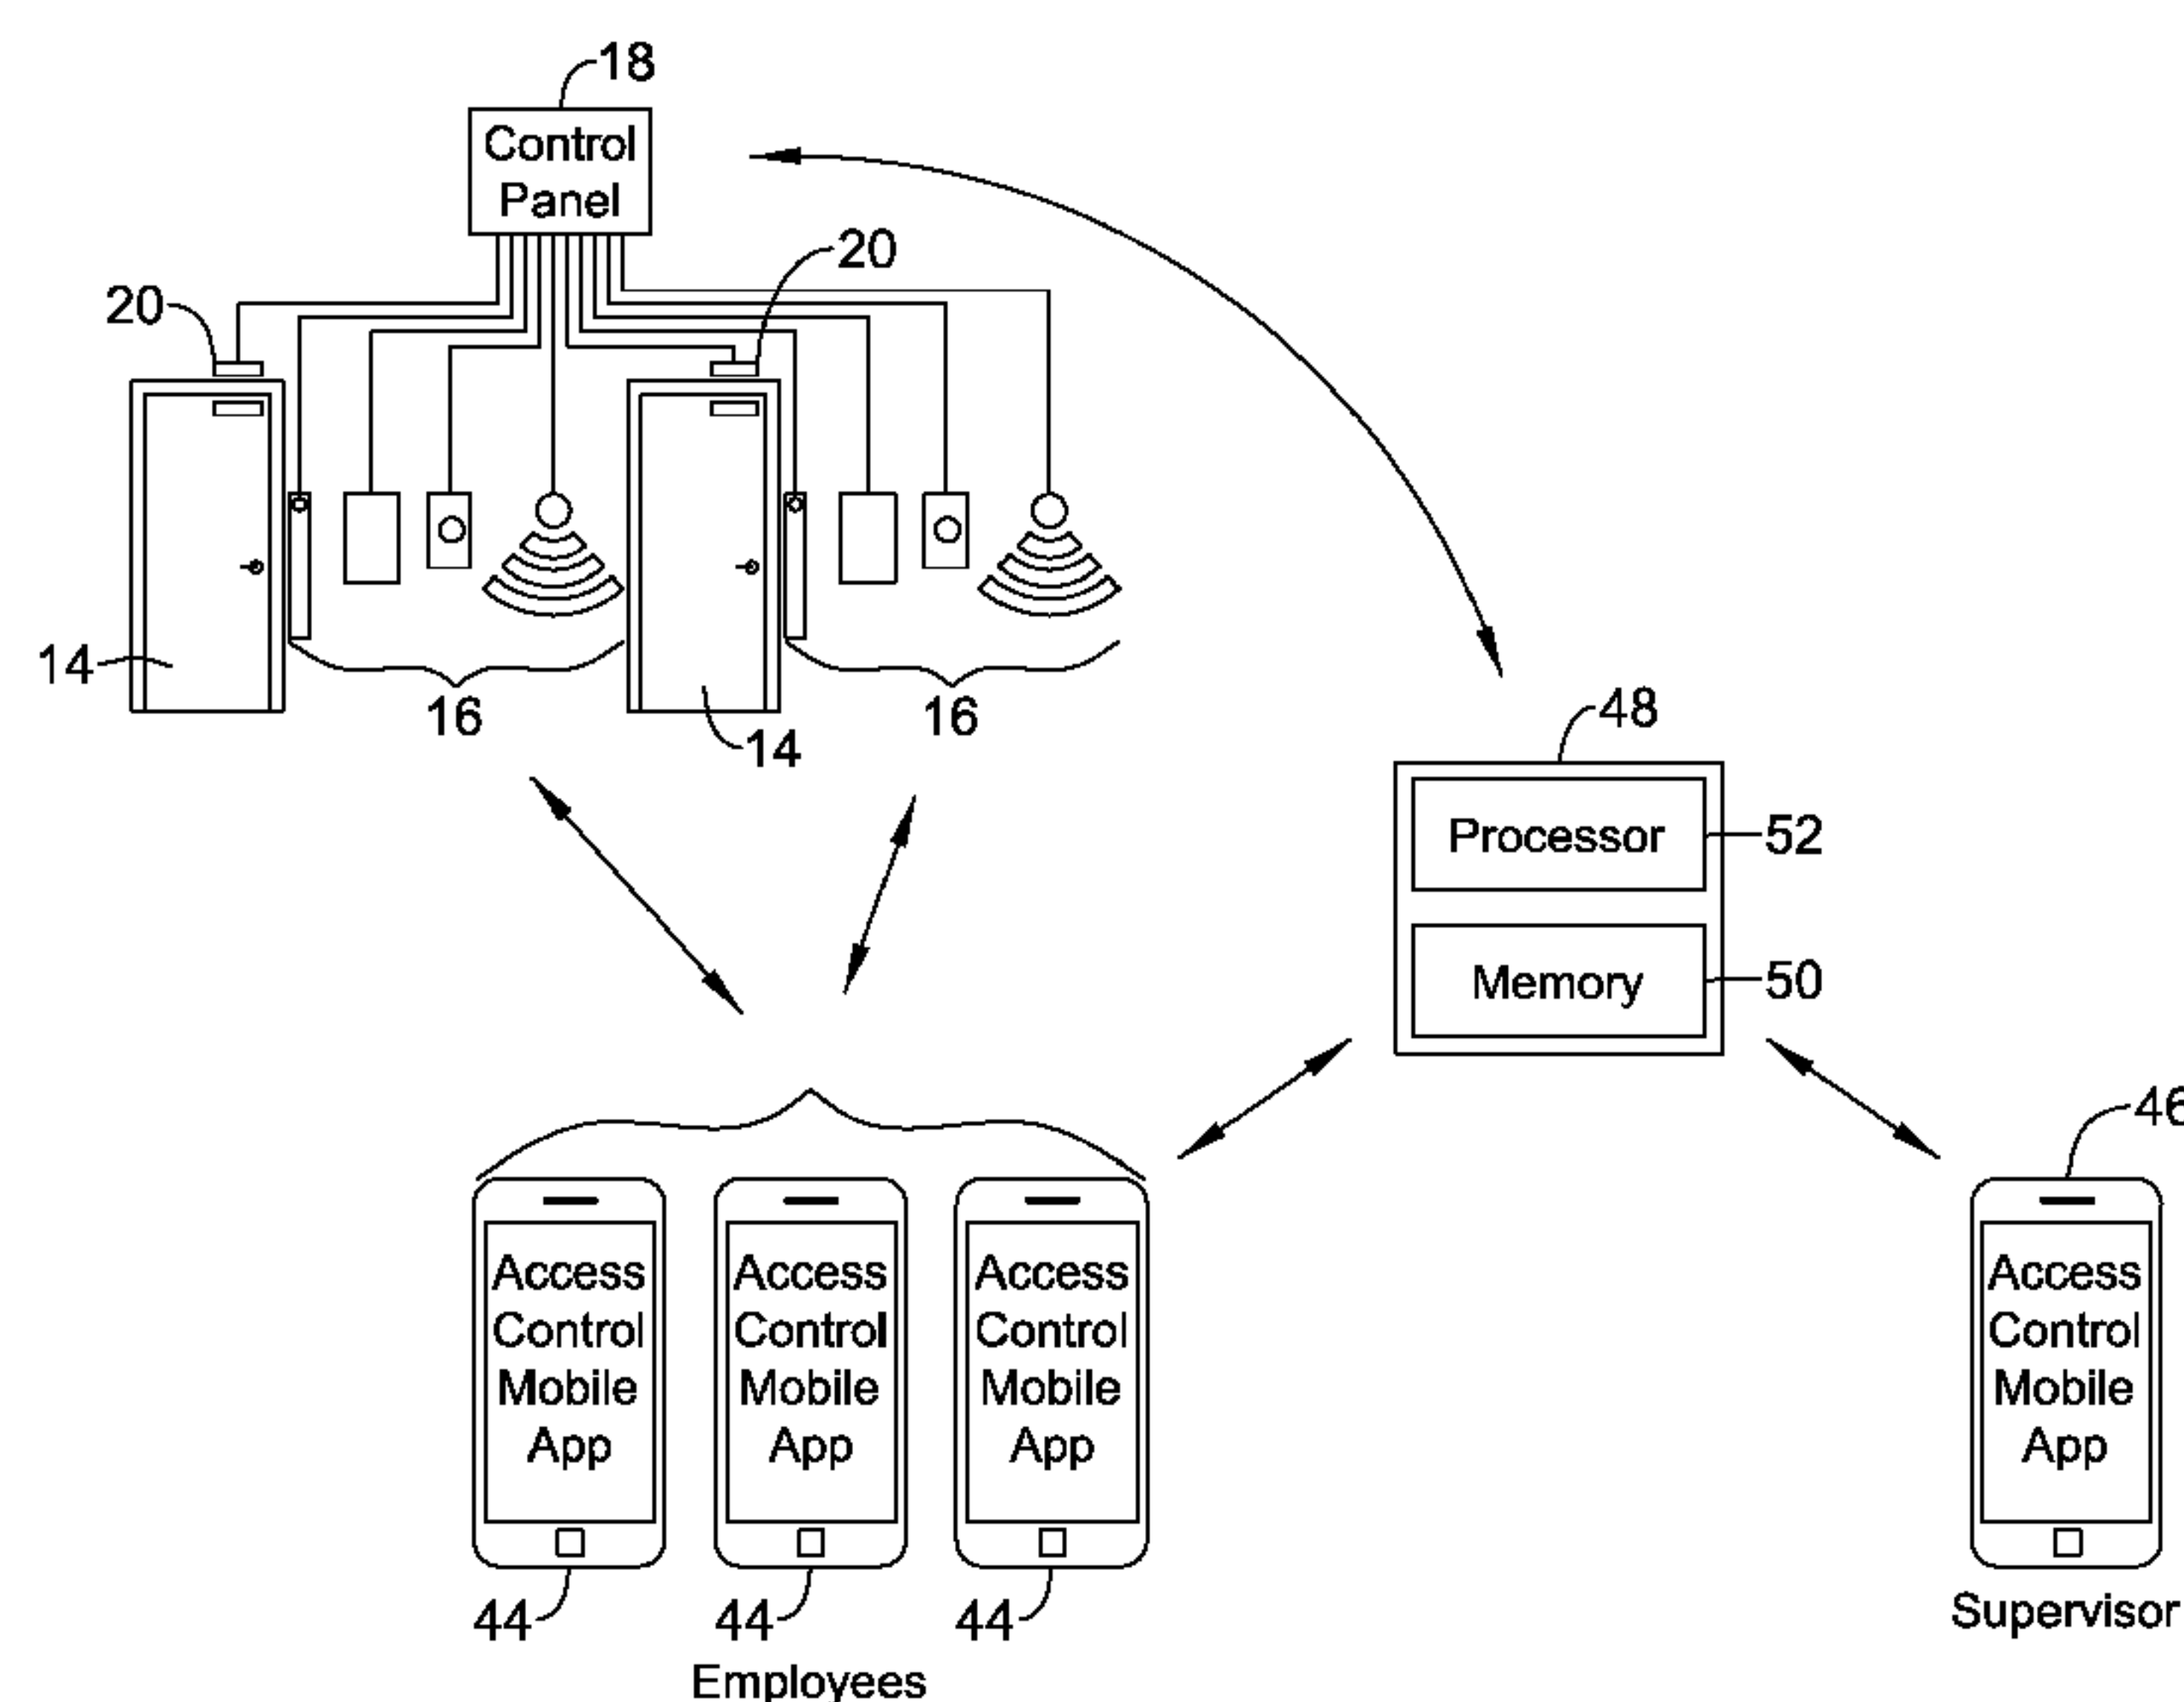 18
Control
Panel
20
20
14
16
14
16
48
Processor
52
Memory
50
46
Access
Control
Mobile
App
Access
Control
Mobile
App
Access
Control
Mobile
App
Access
Control
Mobile
App
44
44
44
Employees
Supervisor